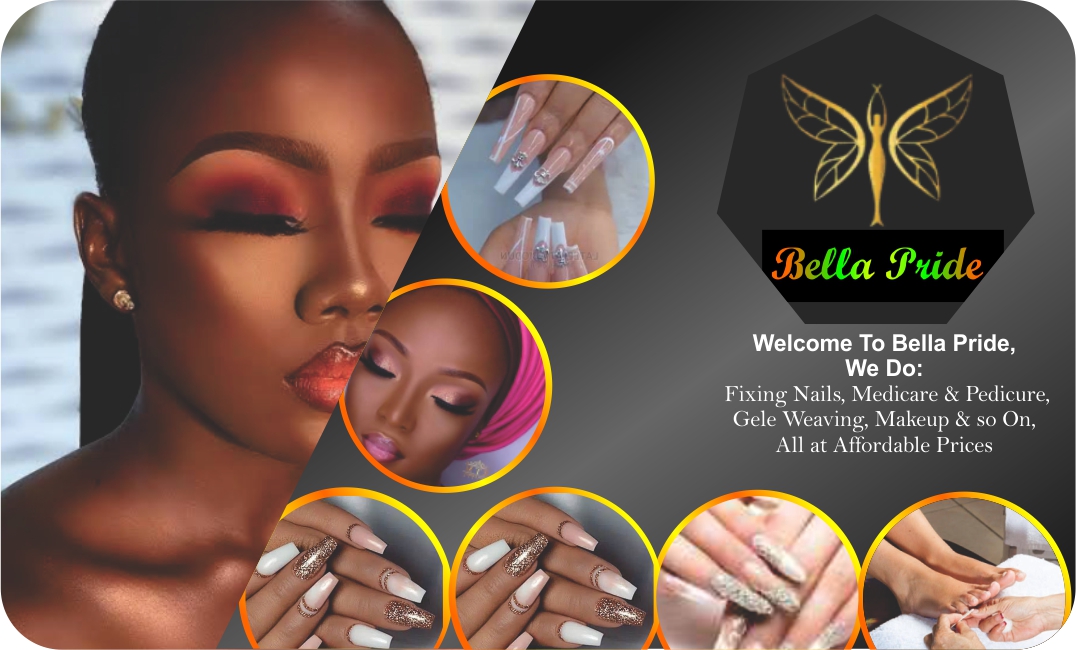 Bella Pride
Welcome To Bella Pride,
We Do:
Fixing Nails, Medicare & Pedicure,
Gele Weaving, Makeup & so On,
All at Affordable Prices